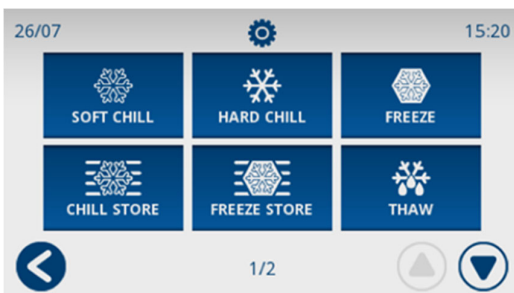 26/07 15:20
SOFT CHILL HARD CHILL FREEZE
CHILL STORE FREEZE STORE THAW
1/2